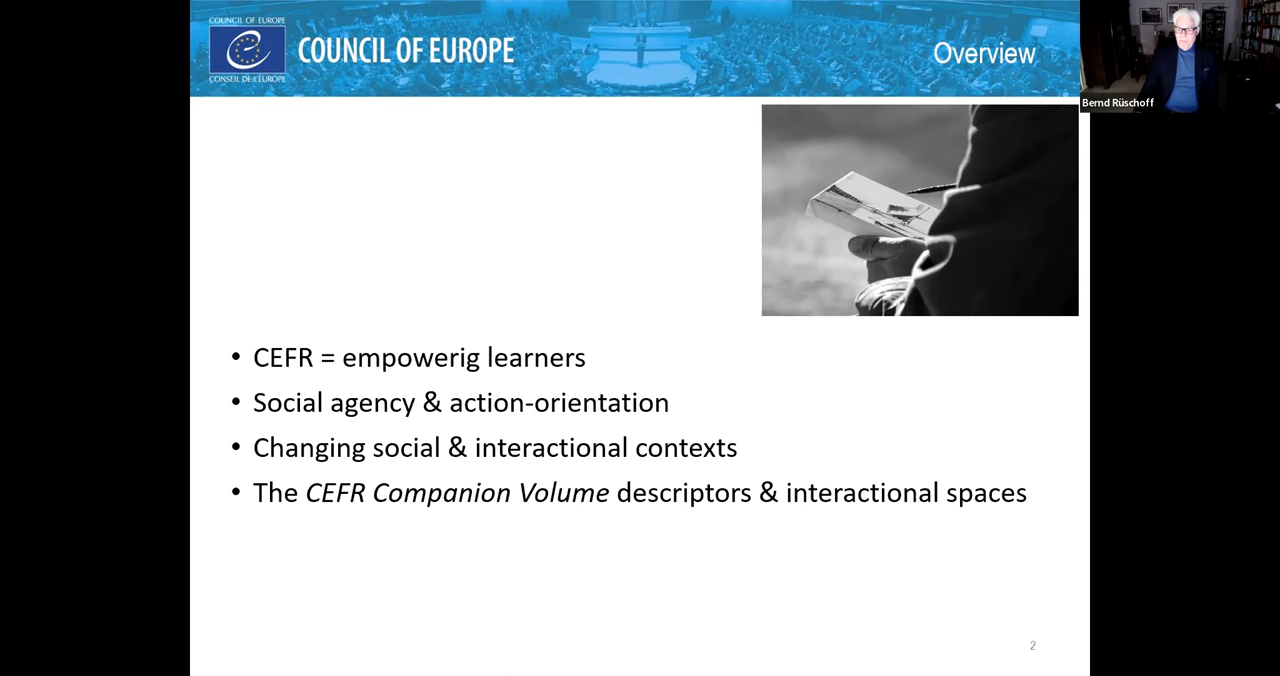 COUNCIL OF EUROPE
CONSEIL DE L'EUROPE
COUNCIL OF EUROPE
Overview
Bernd Rüschoff
• CEFR = empowerig learners
• Social agency & action-orientation
• Changing social & interactional contexts
• The CEFR Companion Volume descriptors & interactional spaces
2